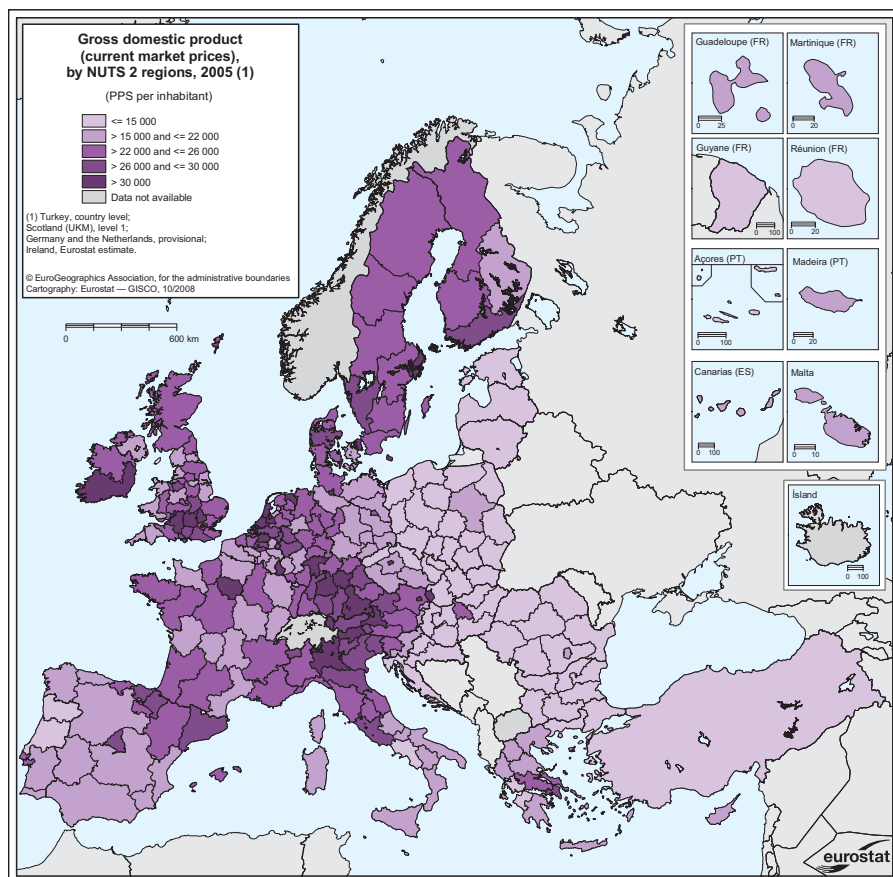 Gross domestic product
(current market prices),
by NUTS 2 regions, 2005 (1)
(PPS per inhabitant)
<= 15 000
> 15 000 and <= 22 000
> 22 000 and <= 26 000
> 26 000 and <= 30 000
> 30 000
Data not available
(1) Turkey, country level;
Scotland (UKM), level 1;
Germany and the Netherlands, provisional;
Ireland, Eurostat estimate.
© EuroGeographics Association, for the administrative boundaries
Cartography: Eurostat — GISCO, 10/2008
0 600 km
Guadeloupe (FR)
0 25
Martinique (FR)
0 20
Guyane (FR)
0 100
Réunion (FR)
0 20
Açores (PT)
0 100
Madeira (PT)
0 20
Canarias (ES)
0 100
Malta
0 10
Ísland
0 100
eurostat